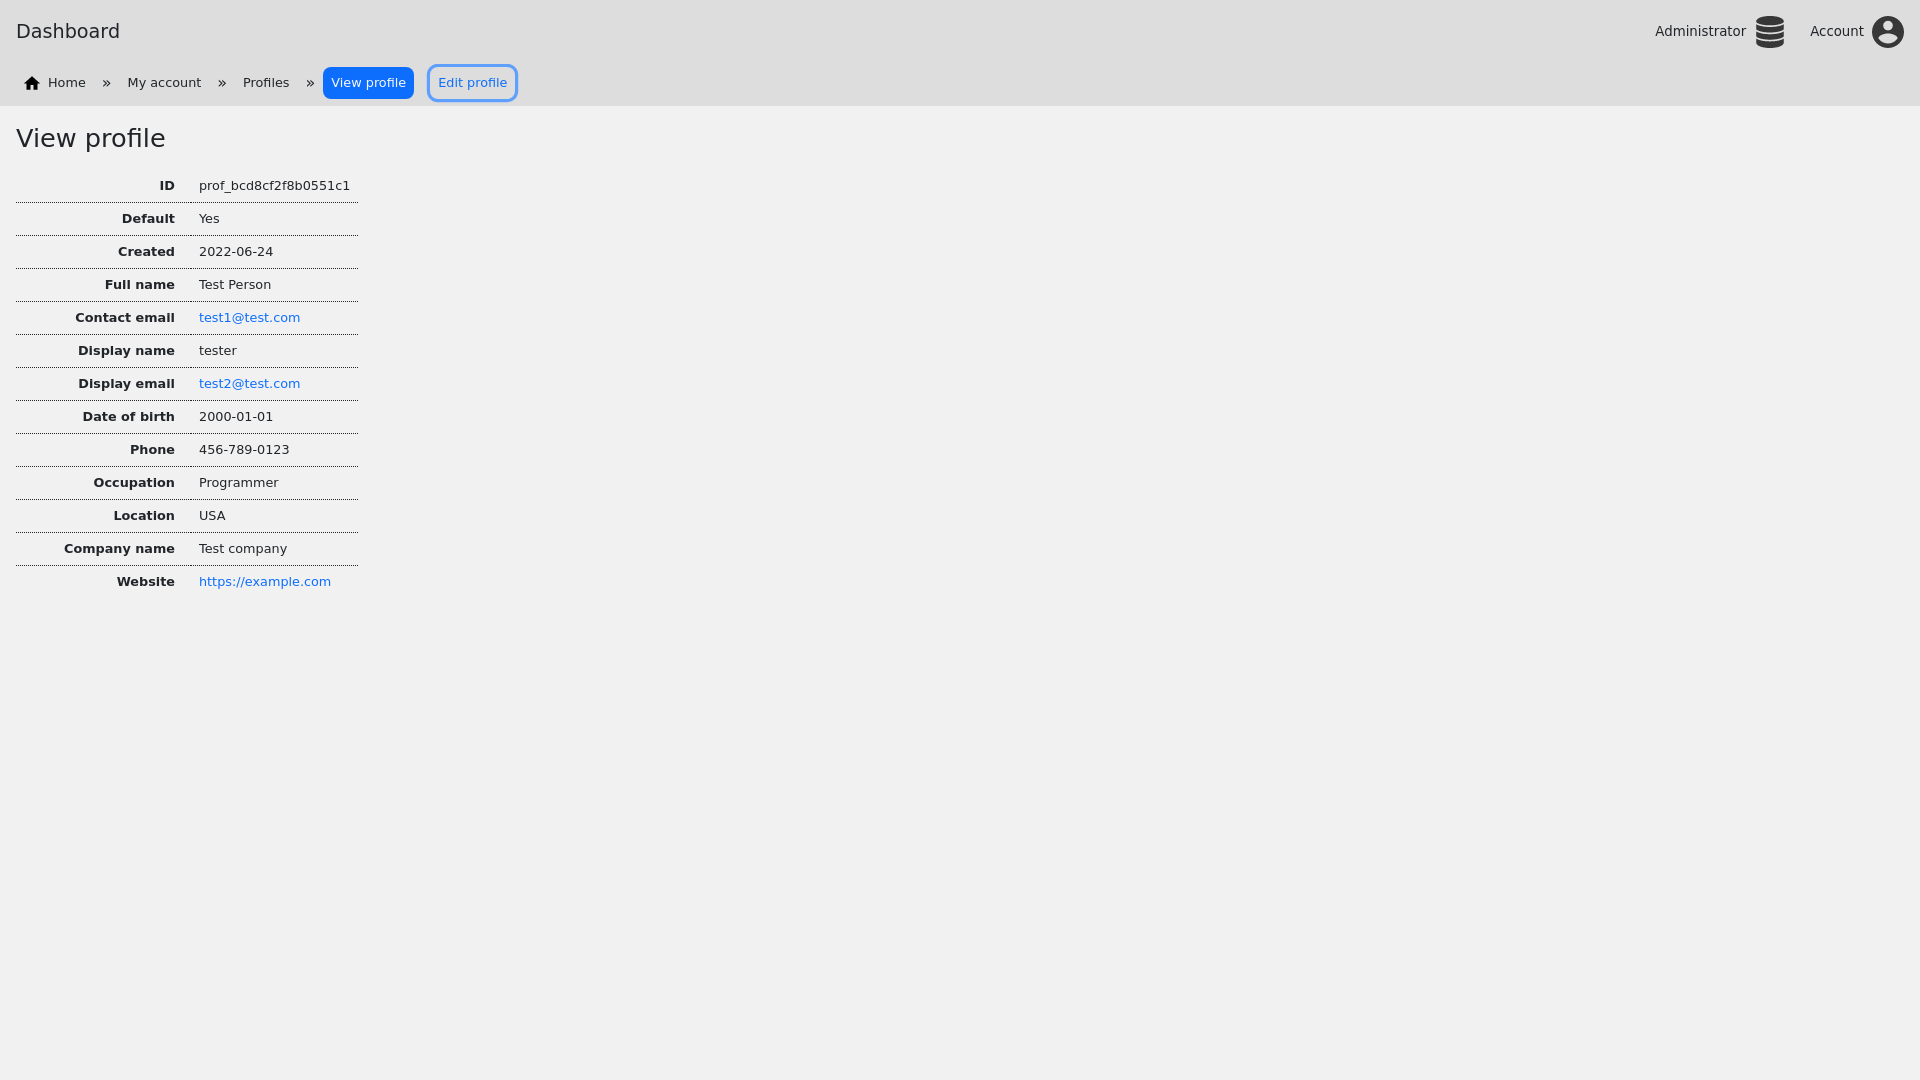 Dashboard
Administrator
Account
Home » My account » Profiles » View profile Edit profile
View profile
ID prof_bcd8cf2f8b0551c1
Default Yes
Created 2022-06-24
Full name Test Person
Contact email test1@test.com
Display name tester
Display email test2@test.com
Date of birth 2000-01-01
Phone 456-789-0123
Occupation Programmer
Location USA
Company name Test company
Website https://example.com